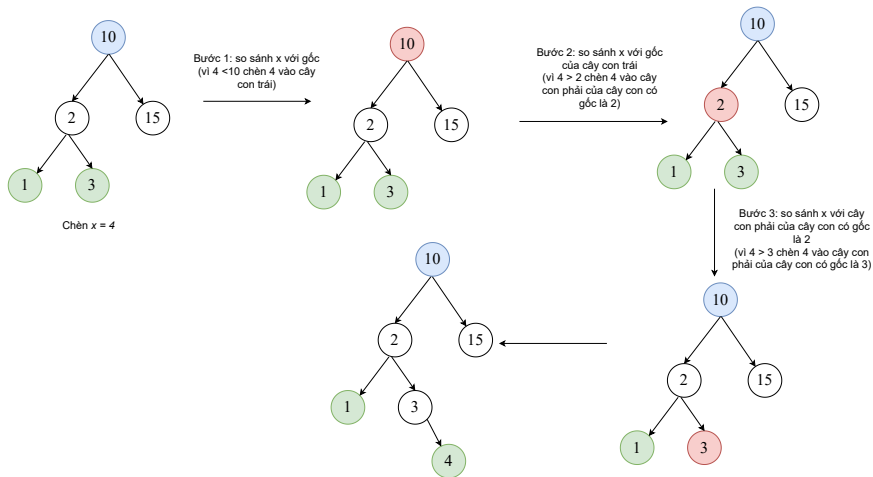 10
2
15
1
3
Chèn x = 4
Bước 1: so sánh x với gốc
(vì 4 <10 chèn 4 vào cây
con trái)
10
2
15
1
3
Bước 2: so sánh x với gốc
của cây con trái
(vì 4 > 2 chèn 4 vào cây
con phải của cây con có
gốc là 2)
10
2
15
1
3
Bước 3: so sánh x với cây
con phải của cây con có gốc
là 2
(vì 4 > 3 chèn 4 vào cây con
phải của cây con có gốc là 3)
10
2
15
1
3
10
2
15
1
3
4